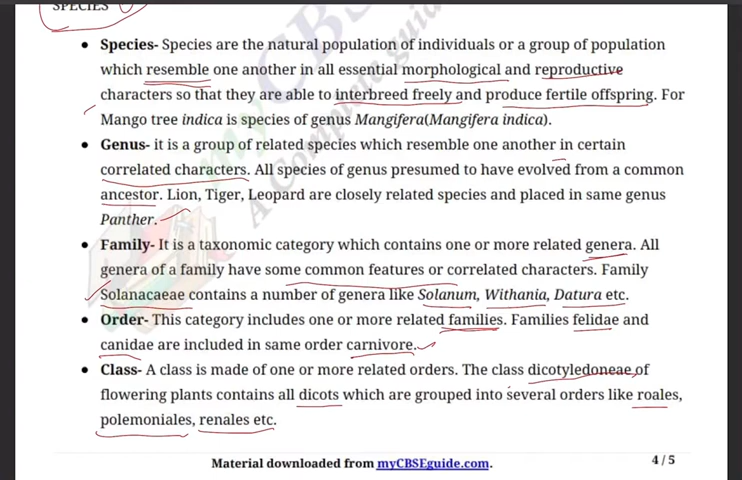 SPECIES
• Species- Species are the natural population of individuals or a group of population
which resemble one another in all essential morphological and reproductive
characters so that they are able to interbreed freely and produce fertile offspring. For
Mango tree indica is species of genus Mangifera(Mangifera indica).
• Genus- it is a group of related species which resemble one another in certain
correlated characters. All species of genus presumed to have evolved from a common
ancestor. Lion, Tiger, Leopard are closely related species and placed in same genus
Panther.
• Family- It is a taxonomic category which contains one or more related genera. All
genera of a family have some common features or correlated characters. Family
Solanacaeae contains a number of genera like Solanum, Withania, Datura etc.
• Order- This category includes one or more related families. Families felidae and
canidae are included in same order carnivore.
• Class- A class is made of one or more related orders. The class dicotyledoneae of
flowering plants contains all dicots which are grouped into several orders like roales,
polemoniales, renales etc.
Material downloaded from myCBSEguide.com.
4 / 5